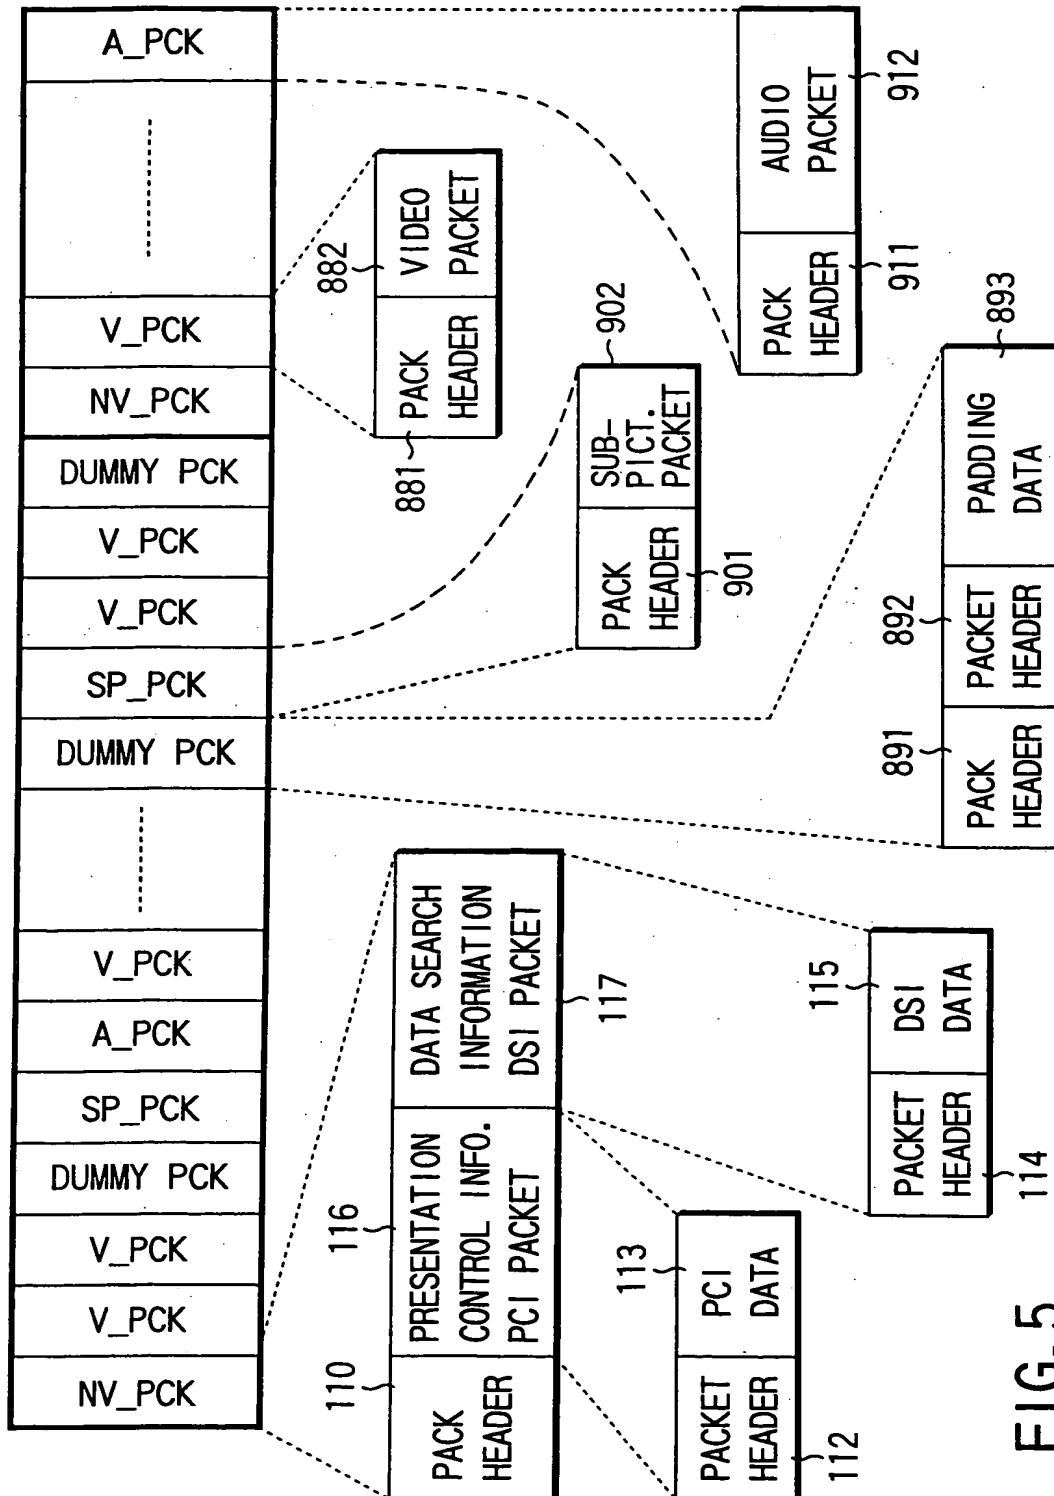 NV_PCK
V_PCK
V_PCK
DUMMY PCK
SP_PCK
A_PCK
V_PCK
DUMMY PCK
SP_PCK
V_PCK
V_PCK
DUMMY PCK
NV_PCK
V_PCK
A_PCK
110
116
117
PACK
HEADER
PRESENTATION
CONTROL INFO.
PCI PACKET
DATA SEARCH
INFORMATION
DSI PACKET
881
882
PACK
HEADER
VIDEO
PACKET
902
PACK
HEADER
SUB-
PICT.
PACKET
901
112
113
PACKET
HEADER
PCI
DATA
PACK
HEADER
AUDIO
PACKET
911
912
114
115
PACKET
HEADER
DSI
DATA
891
892
893
PACK
HEADER
PACKET
HEADER
PADDING
DATA
FIG.5